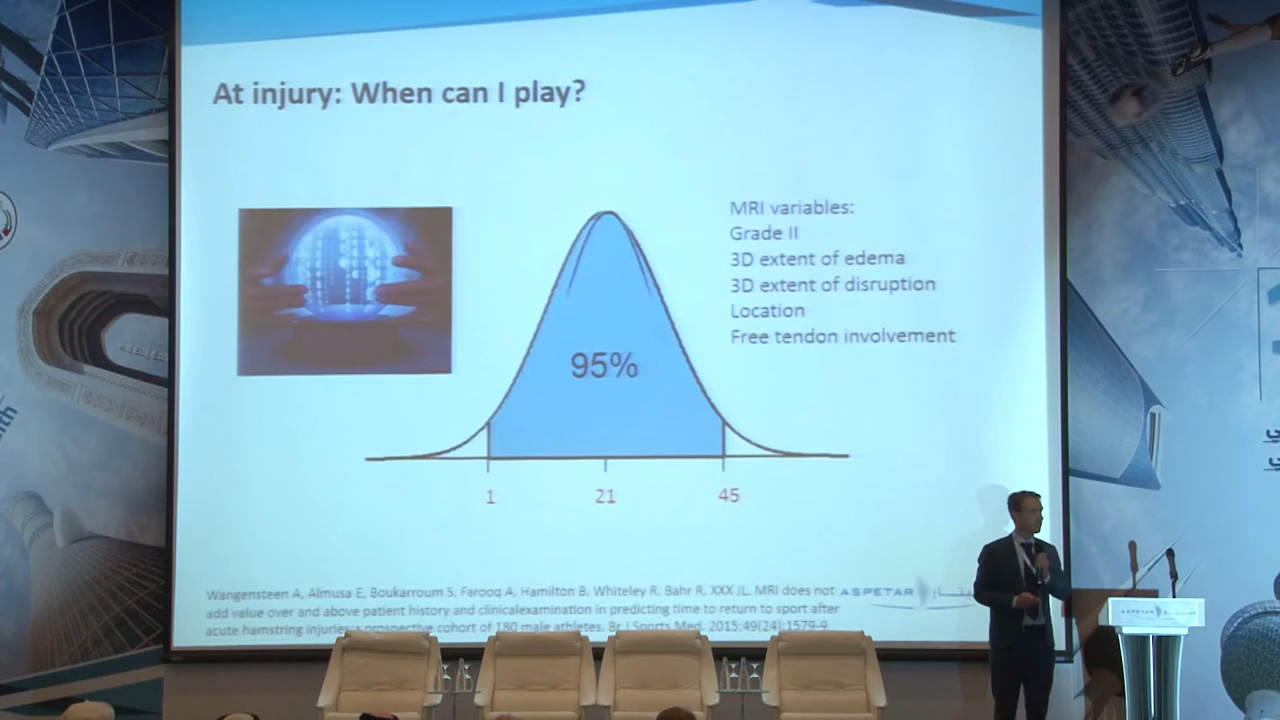 At injury: When can I play?
MRI variables:
Grade II
3D extent of edema
3D extent of disruption
Location
Free tendon involvement
95%
1 21 45
Wangensteen A, Almusa E, Boukarroum S, Farooq A, Hamilton B, Whiteley R, Bahr R, XXX JL. MRI does not
add value over and above patient history and clinicalexamination in predicting time to return to sport after
acute hamstring injuries: a prospective cohort of 180 male athletes. Br J Sports Med. 2015;49(24):1579-9
ASPETAR
ASPETAR